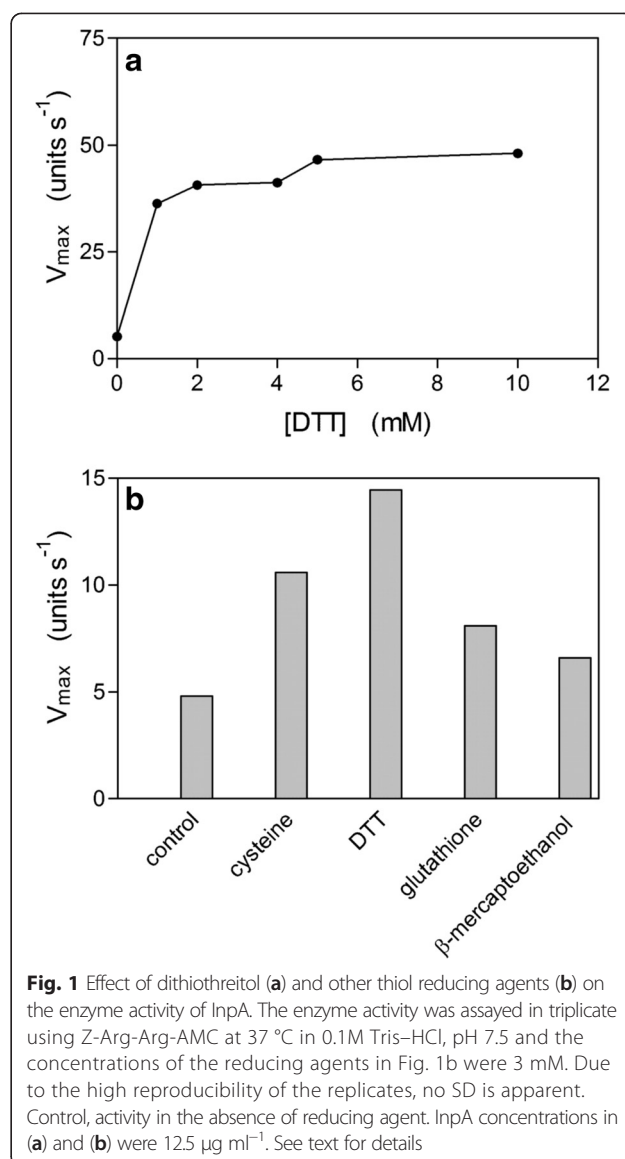 a
75
50
25
0
V_max (units s⁻¹)
0 2 4 6 8 10 12
[DTT] (mM)
b
15
10
5
0
V_max (units s⁻¹)
control
cysteine
DTT
glutathione
β-mercaptoethanol
Fig. 1 Effect of dithiothreitol (a) and other thiol reducing agents (b) on
the enzyme activity of InpA. The enzyme activity was assayed in triplicate
using Z-Arg-Arg-AMC at 37 °C in 0.1M Tris–HCl, pH 7.5 and the
concentrations of the reducing agents in Fig. 1b were 3 mM. Due
to the high reproducibility of the replicates, no SD is apparent.
Control, activity in the absence of reducing agent. InpA concentrations in
(a) and (b) were 12.5 μg ml⁻¹. See text for details